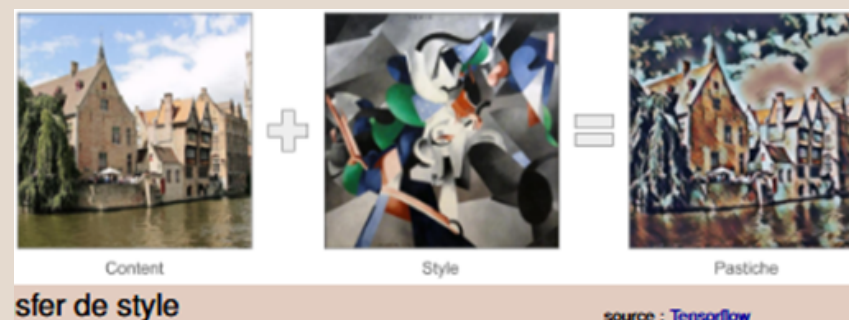 Content Style Pastiche
sfer de style
source : Tensorflow